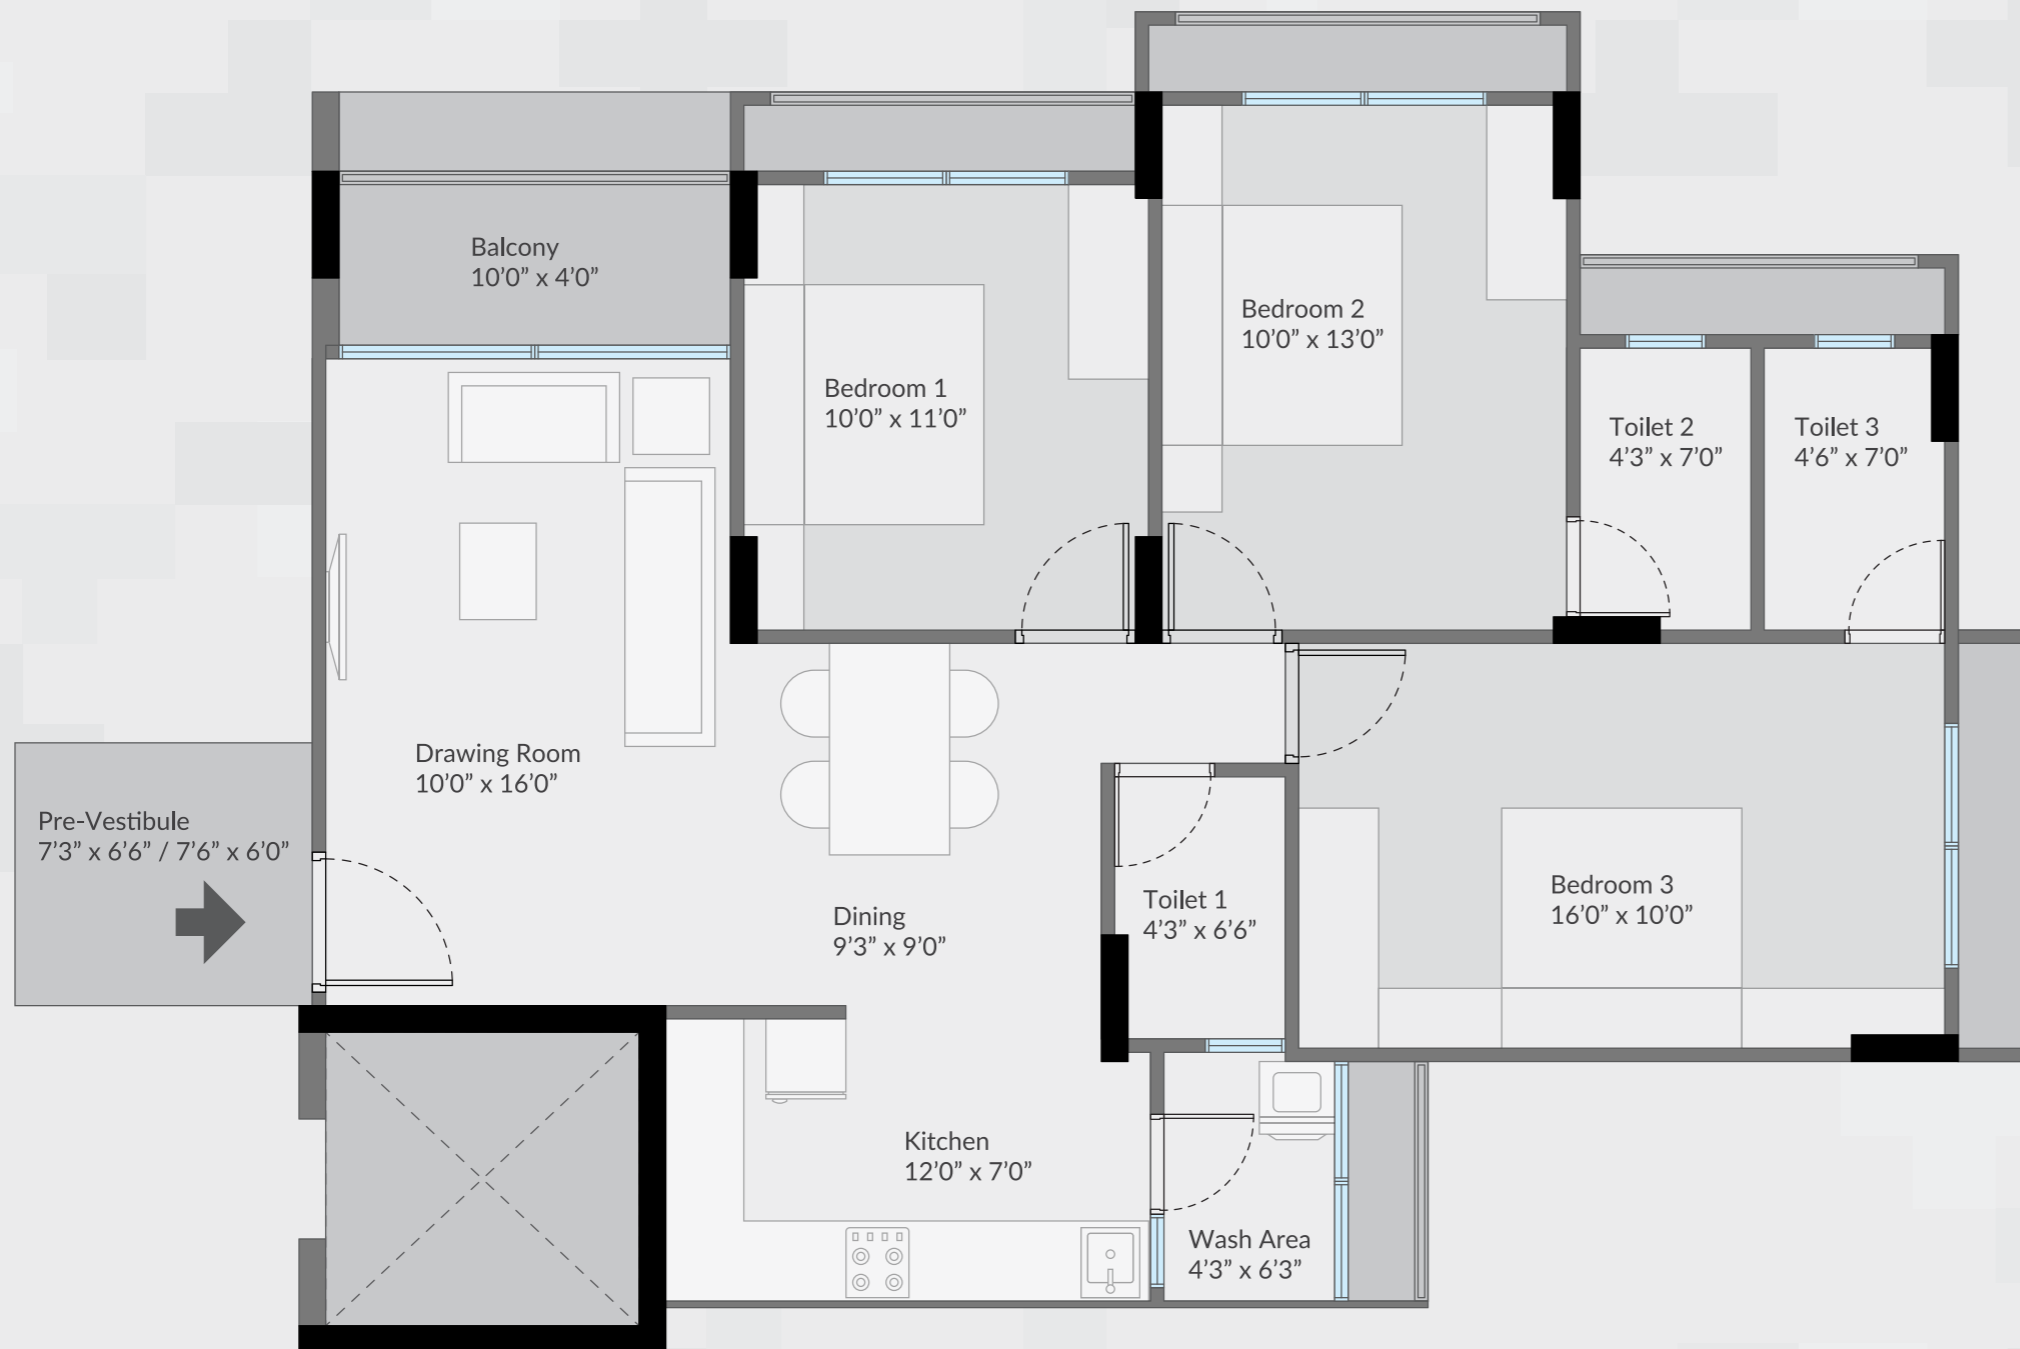 Balcony
10’0” x 4’0”
Bedroom 1
10’0” x 11’0”
Bedroom 2
10’0” x 13’0”
Toilet 2
4’3” x 7’0”
Toilet 3
4’6” x 7’0”
Drawing Room
10’0” x 16’0”
Pre-Vestibule
7’3” x 6’6” / 7’6” x 6’0”
Dining
9’3” x 9’0”
Toilet 1
4’3” x 6’6”
Bedroom 3
16’0” x 10’0”
Kitchen
12’0” x 7’0”
Wash Area
4’3” x 6’3”